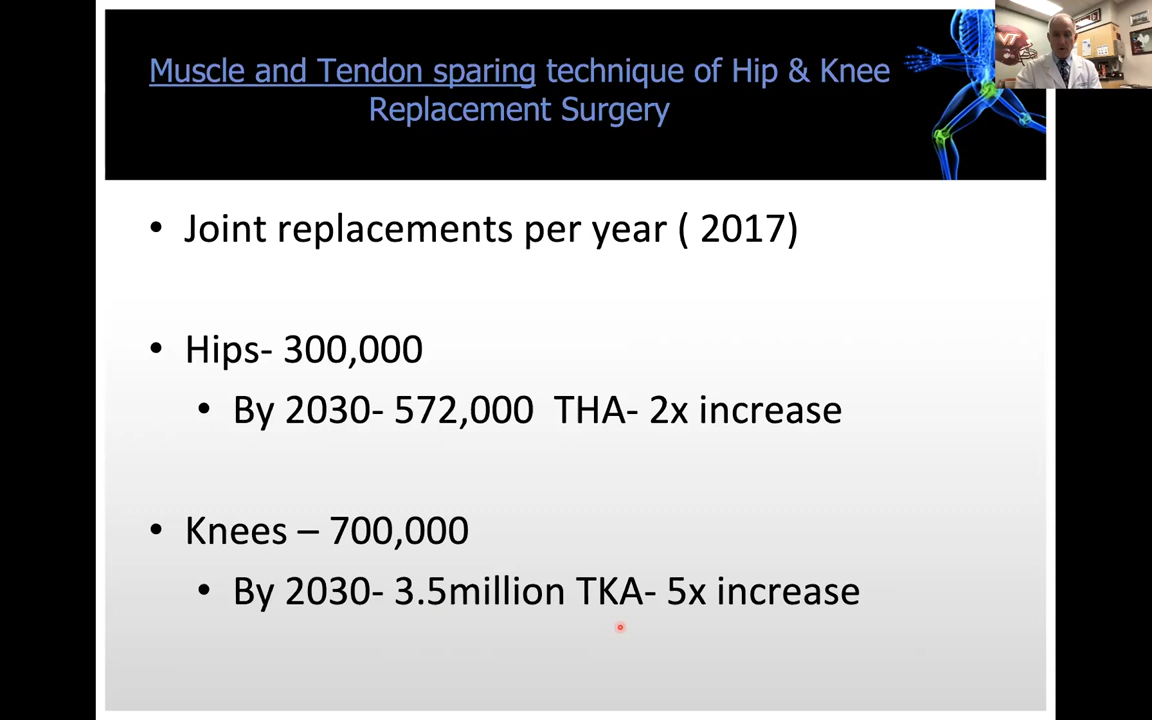 Muscle and Tendon sparing technique of Hip & Knee
Replacement Surgery
VT
• Joint replacements per year ( 2017)
• Hips- 300,000
• By 2030- 572,000 THA- 2x increase
• Knees – 700,000
• By 2030- 3.5million TKA- 5x increase